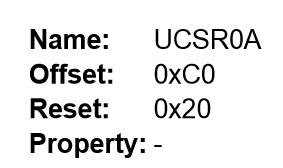 Name: UCSR0A
Offset: 0xC0
Reset: 0x20
Property: -